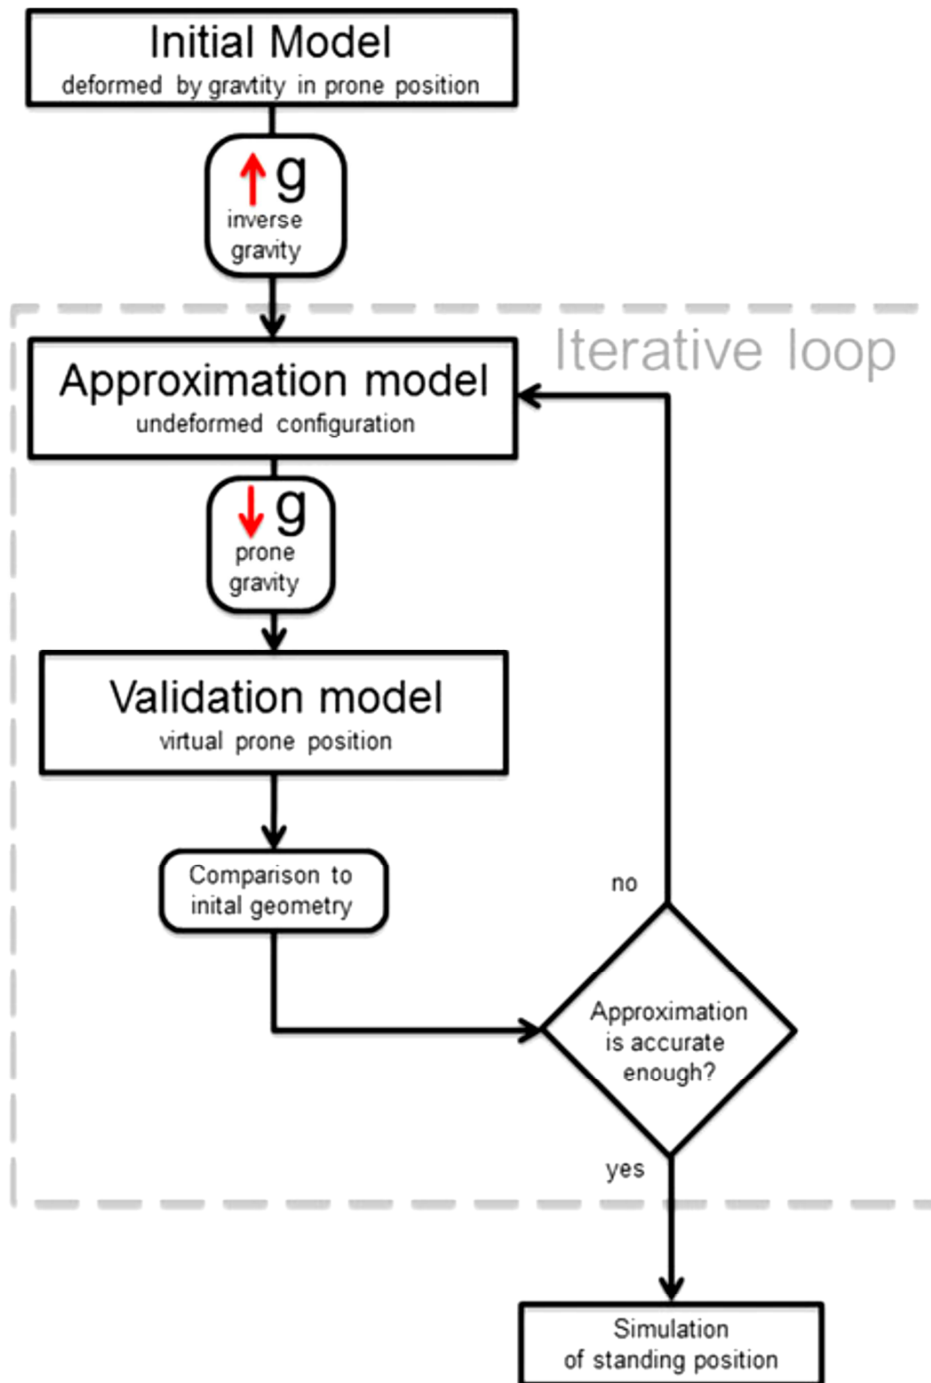 Initial Model
deformed by gravtity in prone position
g
inverse
gravity
Iterative loop
Approximation model
undeformed configuration
g
prone
gravity
Validation model
virtual prone position
Comparison to
inital geometry
no
Approximation
is accurate
enough?
yes
Simulation
of standing position